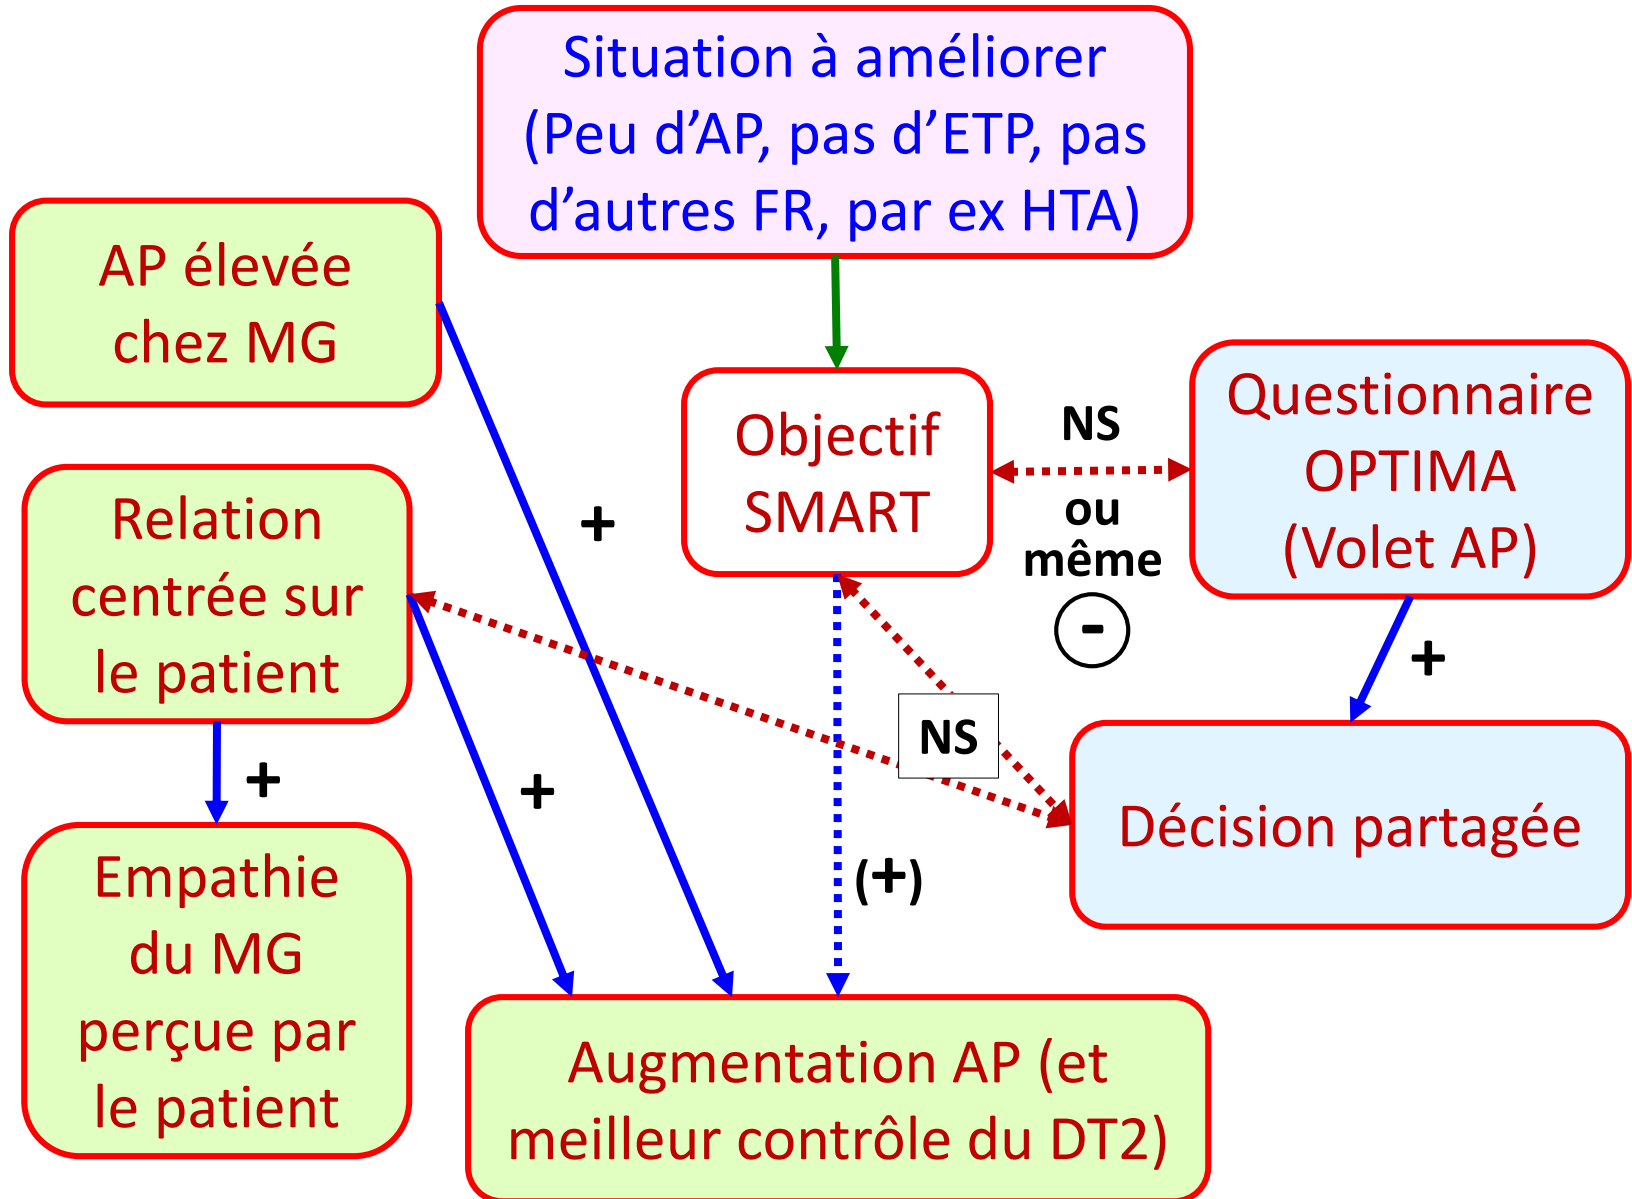 Situation à améliorer
(Peu d’AP, pas d’ETP, pas
d’autres FR, par ex HTA)
AP élevée
chez MG
Objectif
SMART
NS
ou
même
-
Questionnaire
OPTIMA
(Volet AP)
+
Relation
centrée sur
le patient
+
NS
+
+
Décision partagée
(+)
Empathie
du MG
perçue par
le patient
Augmentation AP (et
meilleur contrôle du DT2)